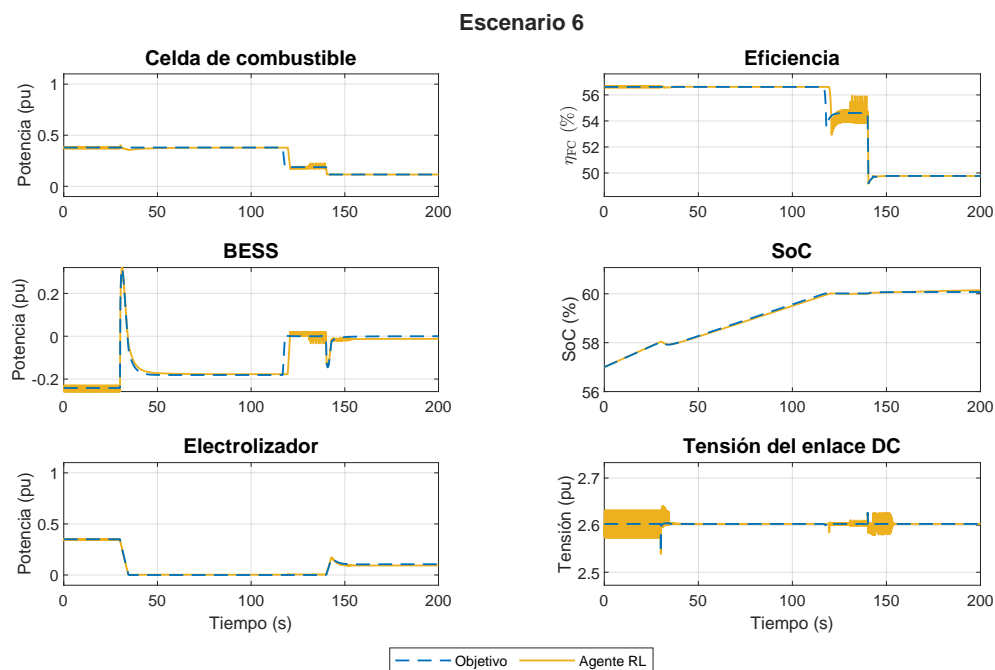 Escenario 6
Celda de combustible
Potencia (pu)
1
0.5
0
0 50 100 150 200
Eficiencia
η_FC (%)
56
54
52
50
0 50 100 150 200
BESS
Potencia (pu)
0.2
0
-0.2
0 50 100 150 200
SoC
SoC (%)
60
58
56
0 50 100 150 200
Electrolizador
Potencia (pu)
1
0.5
0
0 50 100 150 200
Tiempo (s)
Tensión del enlace DC
Tensión (pu)
2.7
2.6
2.5
0 50 100 150 200
Tiempo (s)
Objetivo Agente RL